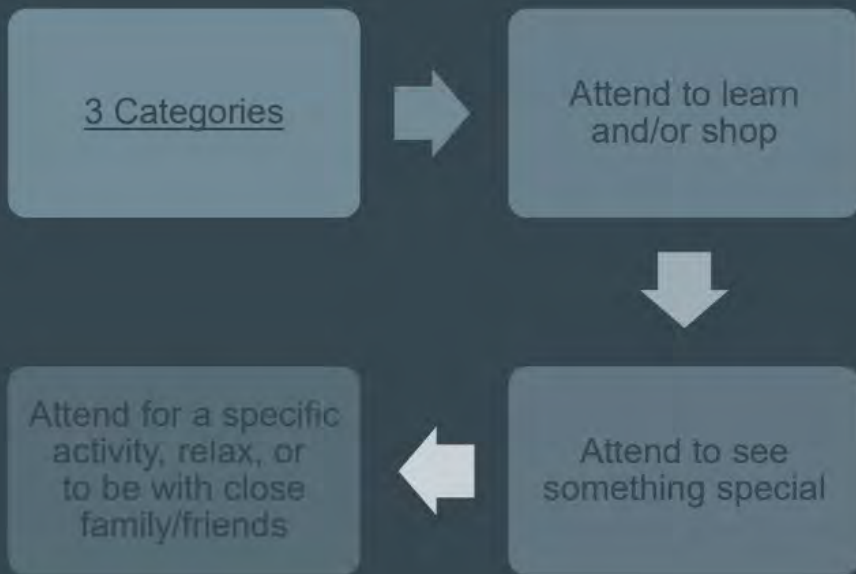 3 Categories
Attend to learn
and/or shop
Attend to see
something special
Attend for a specific
activity, relax, or
to be with close
family/friends